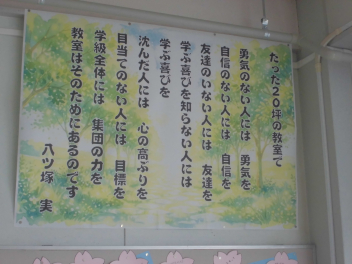 たった20坪の教室で
勇気のない人には　勇気を
自信のない人には　自信を
友達のいない人には　友達を
学ぶ喜びを知らない人には
学ぶ喜びを
沈んだ人には　心の高ぶりを
目当てのない人には　目標を
学級全体には　集団の力を
教室はそのためにあるのです
八ツ塚　実